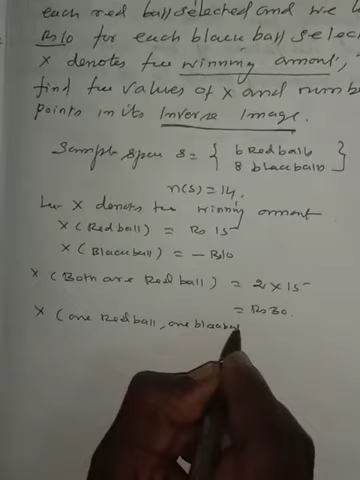 each red ball selected and we l
Rs10 for each black ball select
X denotes the winning amount,
find the values of X and numbe
points in its Inverse Image.
Sample space S = { 6 Red balls
8 black balls }
n(S) = 14.
Let X denotes the winning amount
X (Red ball) = Rs 15
X (Black ball) = - Rs10
X (Both are Red ball) = 2 x 15
= Rs 30.
X (one Red ball, one black